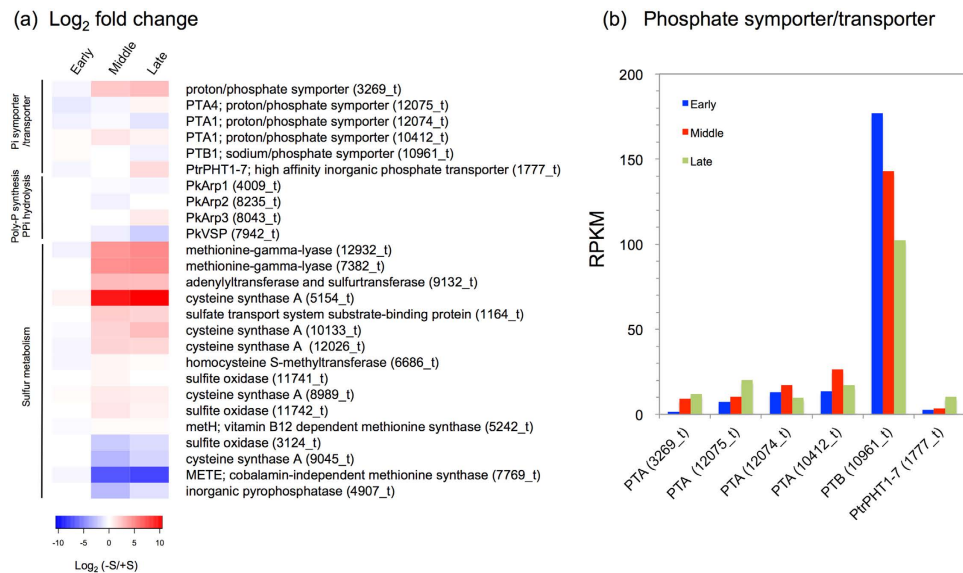 (a) Log2 fold change
Early
Middle
Late
Pi symporter
/transporter
proton/phosphate symporter (3269_t)
PTA4; proton/phosphate symporter (12075_t)
PTA1; proton/phosphate symporter (12074_t)
PTA1; proton/phosphate symporter (10412_t)
PTB1; sodium/phosphate symporter (10961_t)
PtrPHT1-7; high affinity inorganic phosphate transporter (1777_t)
Poly-P synthesis
PPi hydrolysis
PkArp1 (4009_t)
PkArp2 (8235_t)
PkArp3 (8043_t)
PkVSP (7942_t)
Sulfur metabolism
methionine-gamma-lyase (12932_t)
methionine-gamma-lyase (7382_t)
adenylyltransferase and sulfurtransferase (9132_t)
cysteine synthase A (5154_t)
sulfate transport system substrate-binding protein (1164_t)
cysteine synthase A (10133_t)
cysteine synthase A (12026_t)
homocysteine S-methyltransferase (6686_t)
sulfite oxidase (11741_t)
cysteine synthase A (8989_t)
sulfite oxidase (11742_t)
metH; vitamin B12 dependent methionine synthase (5242_t)
sulfite oxidase (3124_t)
cysteine synthase A (9045_t)
METE; cobalamin-independent methionine synthase (7769_t)
inorganic pyrophosphatase (4907_t)
-10 -5 0 5 10
Log2 (-S/+S)
(b) Phosphate symporter/transporter
RPKM
200
150
100
50
0
Early
Middle
Late
PTA (3269_t)
PTA (12075_t)
PTA (12074_t)
PTA (10412_t)
PTB (10961_t)
PtrPHT1-7 (1777_t)